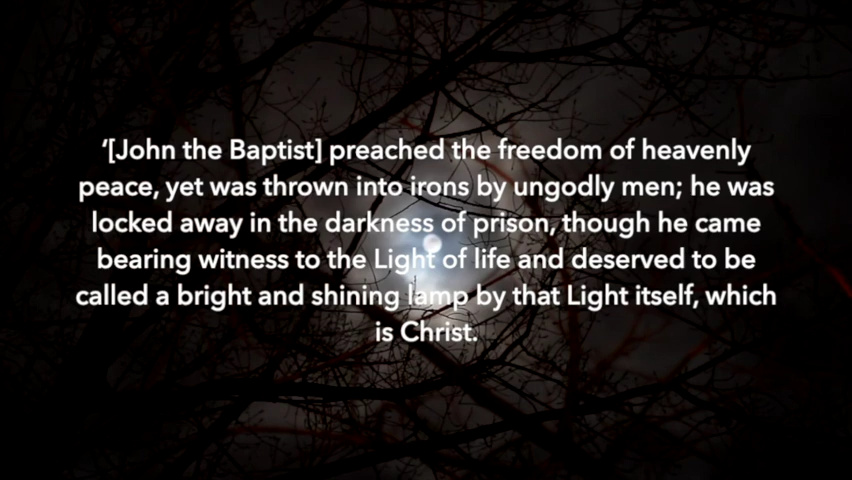 ‘[John the Baptist] preached the freedom of heavenly
peace, yet was thrown into irons by ungodly men; he was
locked away in the darkness of prison, though he came
bearing witness to the Light of life and deserved to be
called a bright and shining lamp by that Light itself, which
is Christ.